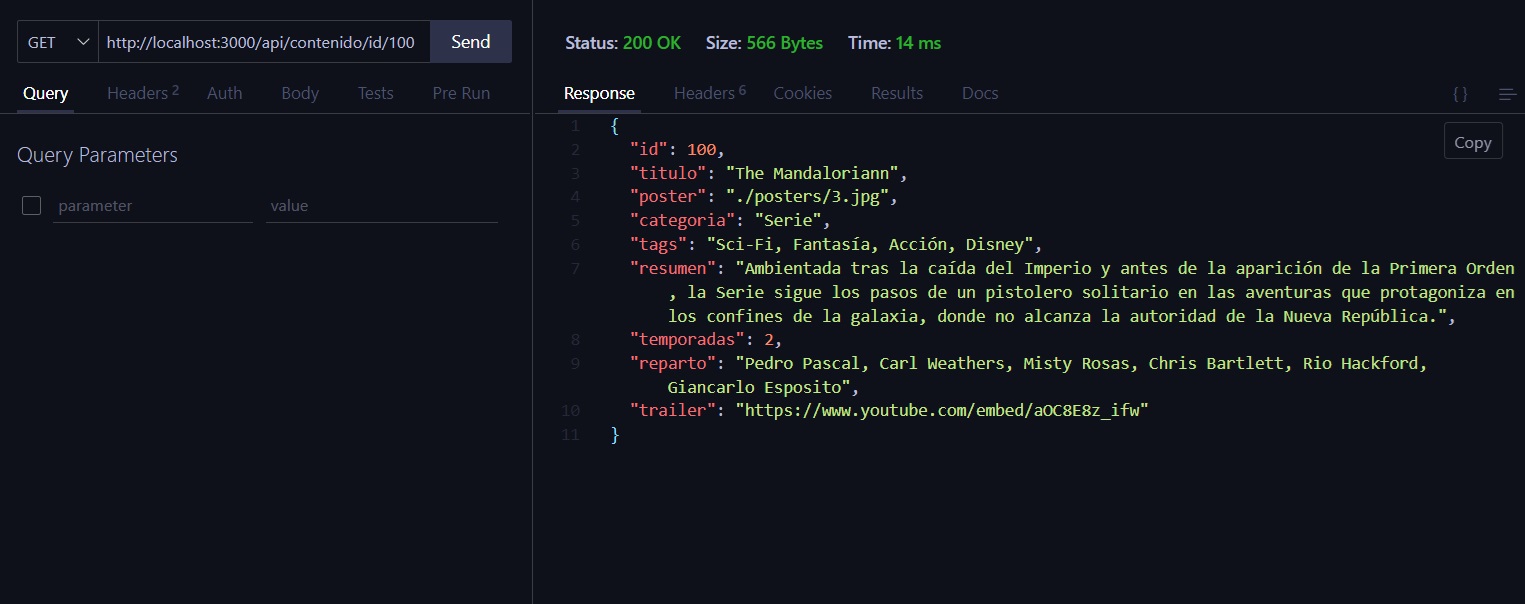 GET http://localhost:3000/api/contenido/id/100 Send
Status: 200 OK Size: 566 Bytes Time: 14 ms
Query Headers 2 Auth Body Tests Pre Run
Response Headers 6 Cookies Results Docs { }
Query Parameters
parameter value
Copy
1 {
2 "id": 100,
3 "titulo": "The Mandaloriann",
4 "poster": "./posters/3.jpg",
5 "categoria": "Serie",
6 "tags": "Sci-Fi, Fantasía, Acción, Disney",
7 "resumen": "Ambientada tras la caída del Imperio y antes de la aparición de la Primera Orden
, la Serie sigue los pasos de un pistolero solitario en las aventuras que protagoniza en
los confines de la galaxia, donde no alcanza la autoridad de la Nueva República.",
8 "temporadas": 2,
9 "reparto": "Pedro Pascal, Carl Weathers, Misty Rosas, Chris Bartlett, Rio Hackford,
Giancarlo Esposito",
10 "trailer": "https://www.youtube.com/embed/aOC8E8z_ifw"
11 }